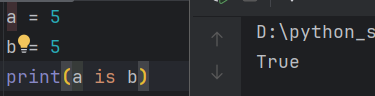 a = 5
b = 5
print(a is b)
D:\python_s
True